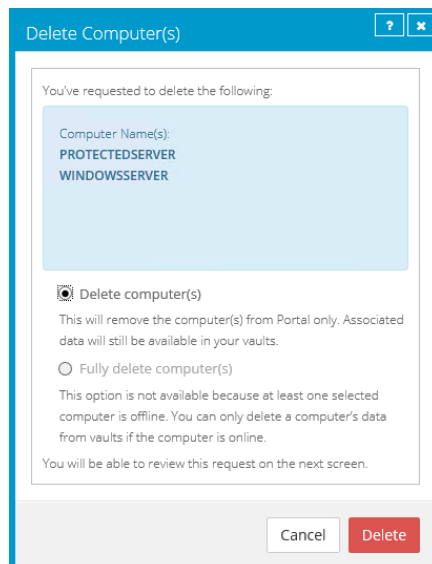 Delete Computer(s)
?
×
You've requested to delete the following:
Computer Name(s):
PROTECTEDSERVER
WINDOWSSERVER
Delete computer(s)
This will remove the computer(s) from Portal only. Associated
data will still be available in your vaults.
Fully delete computer(s)
This option is not available because at least one selected
computer is offline. You can only delete a computer's data
from vaults if the computer is online.
You will be able to review this request on the next screen.
Cancel
Delete